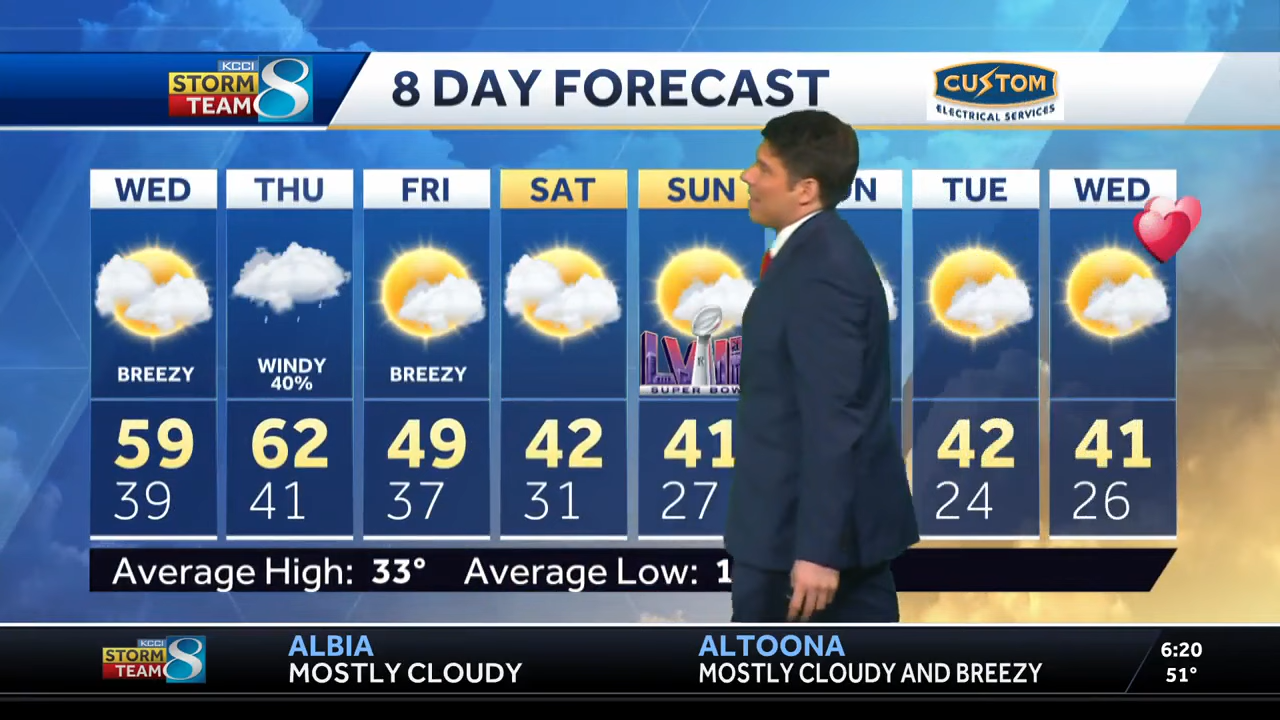 KCCI
STORM
TEAM 8
8 DAY FORECAST
CUSTOM
ELECTRICAL SERVICES
WED THU FRI SAT SUN TUE WED
BREEZY WINDY BREEZY
40%
SUPER
59 62 49 42 41 42 41
39 41 37 31 27 24 26
Average High: 33° Average Low: 1
KCCI
STORM
TEAM 8
ALBIA ALTOONA
MOSTLY CLOUDY MOSTLY CLOUDY AND BREEZY
6:20
51°